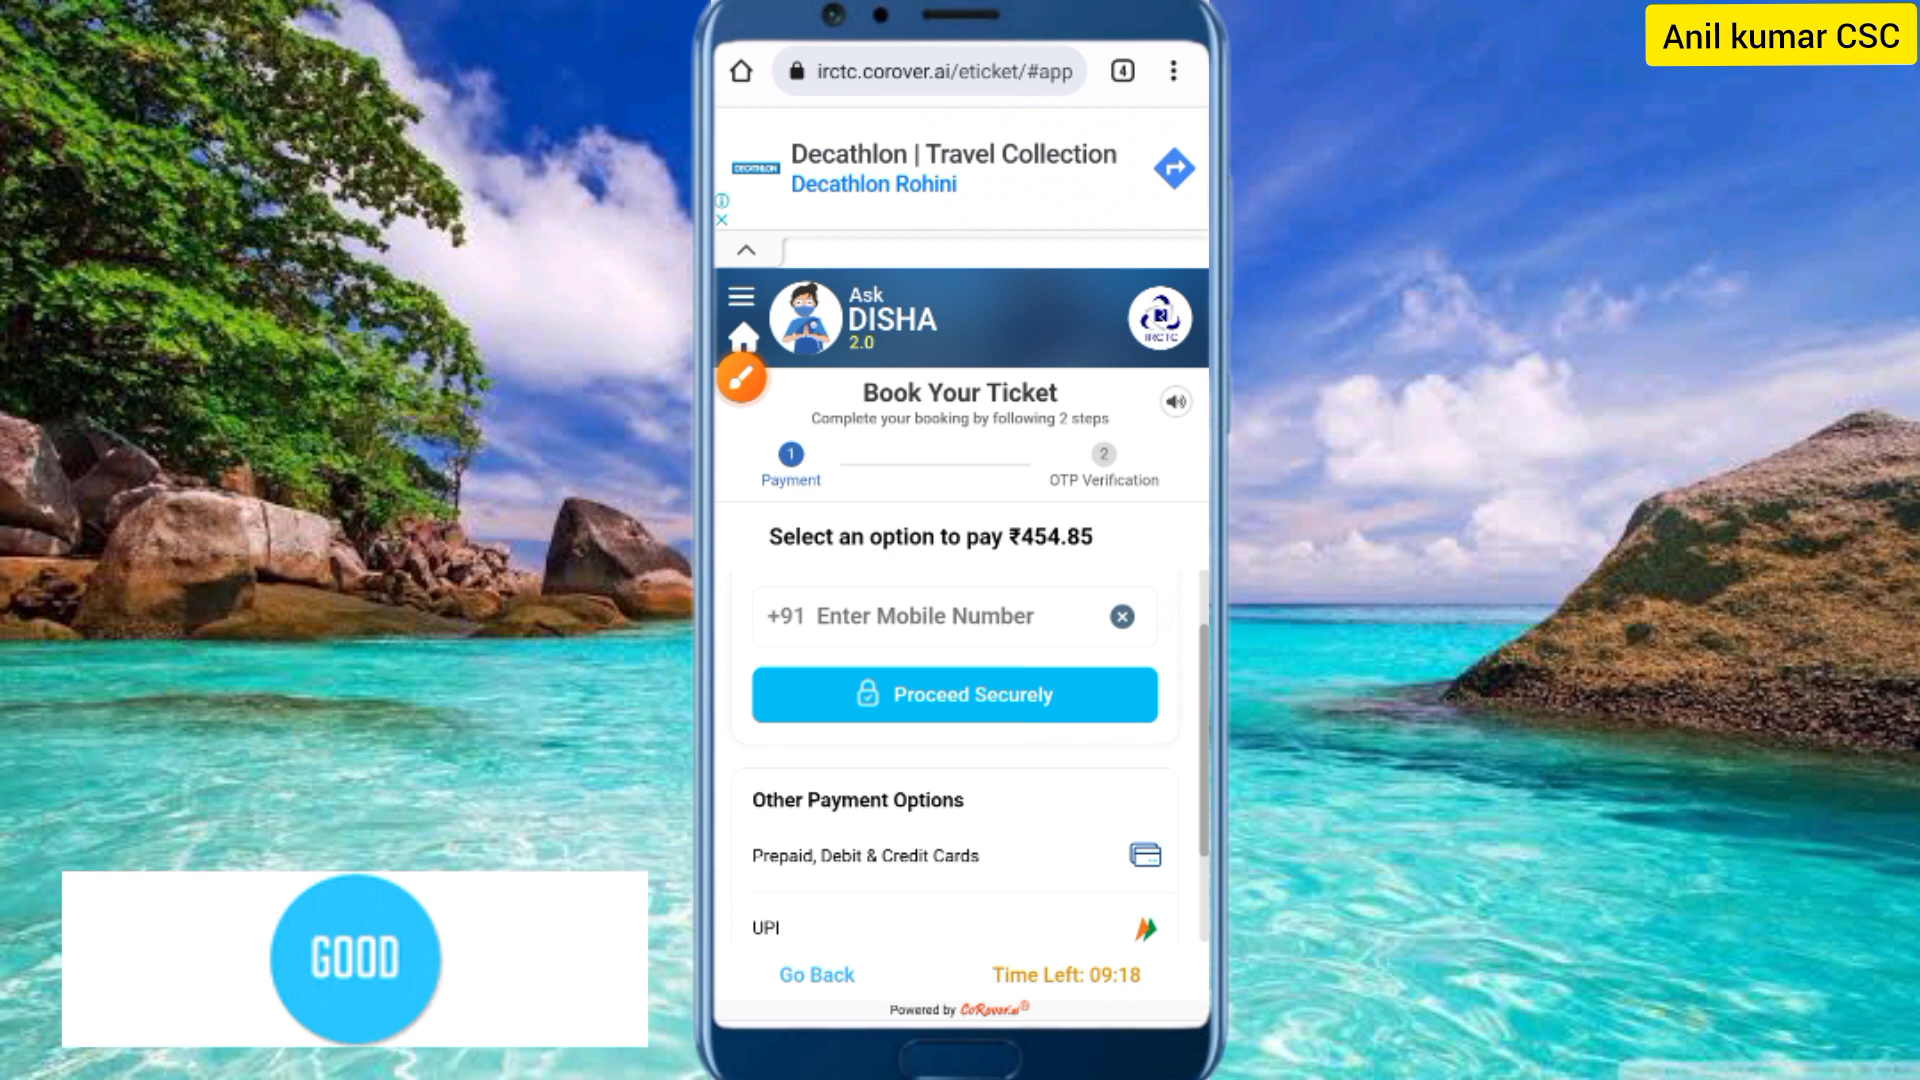 Anil kumar CSC
irctc.corover.ai/eticket/#app
4
Decathlon | Travel Collection
DECATHLON
Decathlon Rohini
Ask
DISHA
2.0
IRCTC
Book Your Ticket
Complete your booking by following 2 steps
1
2
Payment
OTP Verification
Select an option to pay ₹454.85
+91 Enter Mobile Number
Proceed Securely
Other Payment Options
Prepaid, Debit & Credit Cards
UPI
Go Back
Time Left: 09:18
Powered by CoRover.ai®
GOOD